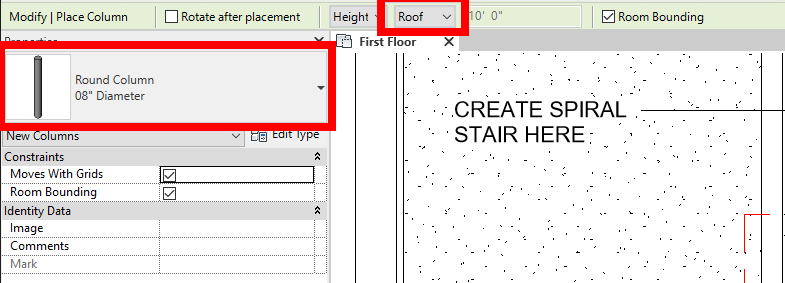 Modify | Place Column
Rotate after placement
Height
Roof
10' 0"
Room Bounding
Properties
First Floor
Round Column
08" Diameter
New Columns
Edit Type
Constraints
Moves With Grids
Room Bounding
Identity Data
Image
Comments
Mark
CREATE SPIRAL
STAIR HERE